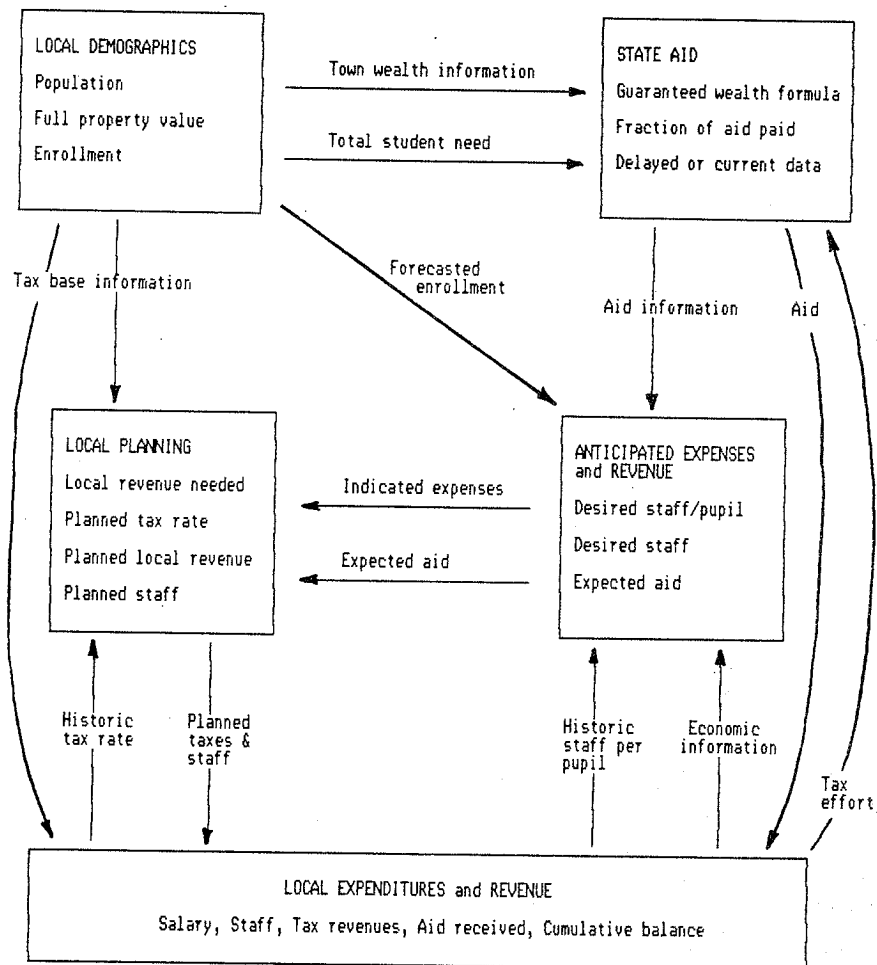 LOCAL DEMOGRAPHICS
Population
Full property value
Enrollment
Town wealth information
Total student need
STATE AID
Guaranteed wealth formula
Fraction of aid paid
Delayed or current data
Tax base information
Forecasted
enrollment
Aid information
Aid
LOCAL PLANNING
Local revenue needed
Planned tax rate
Planned local revenue
Planned staff
Indicated expenses
Expected aid
ANTICIPATED EXPENSES
and REVENUE
Desired staff/pupil
Desired staff
Expected aid
Historic
tax rate
Planned
taxes &
staff
Historic
staff per
pupil
Economic
information
Tax
effort
LOCAL EXPENDITURES and REVENUE
Salary, Staff, Tax revenues, Aid received, Cumulative balance